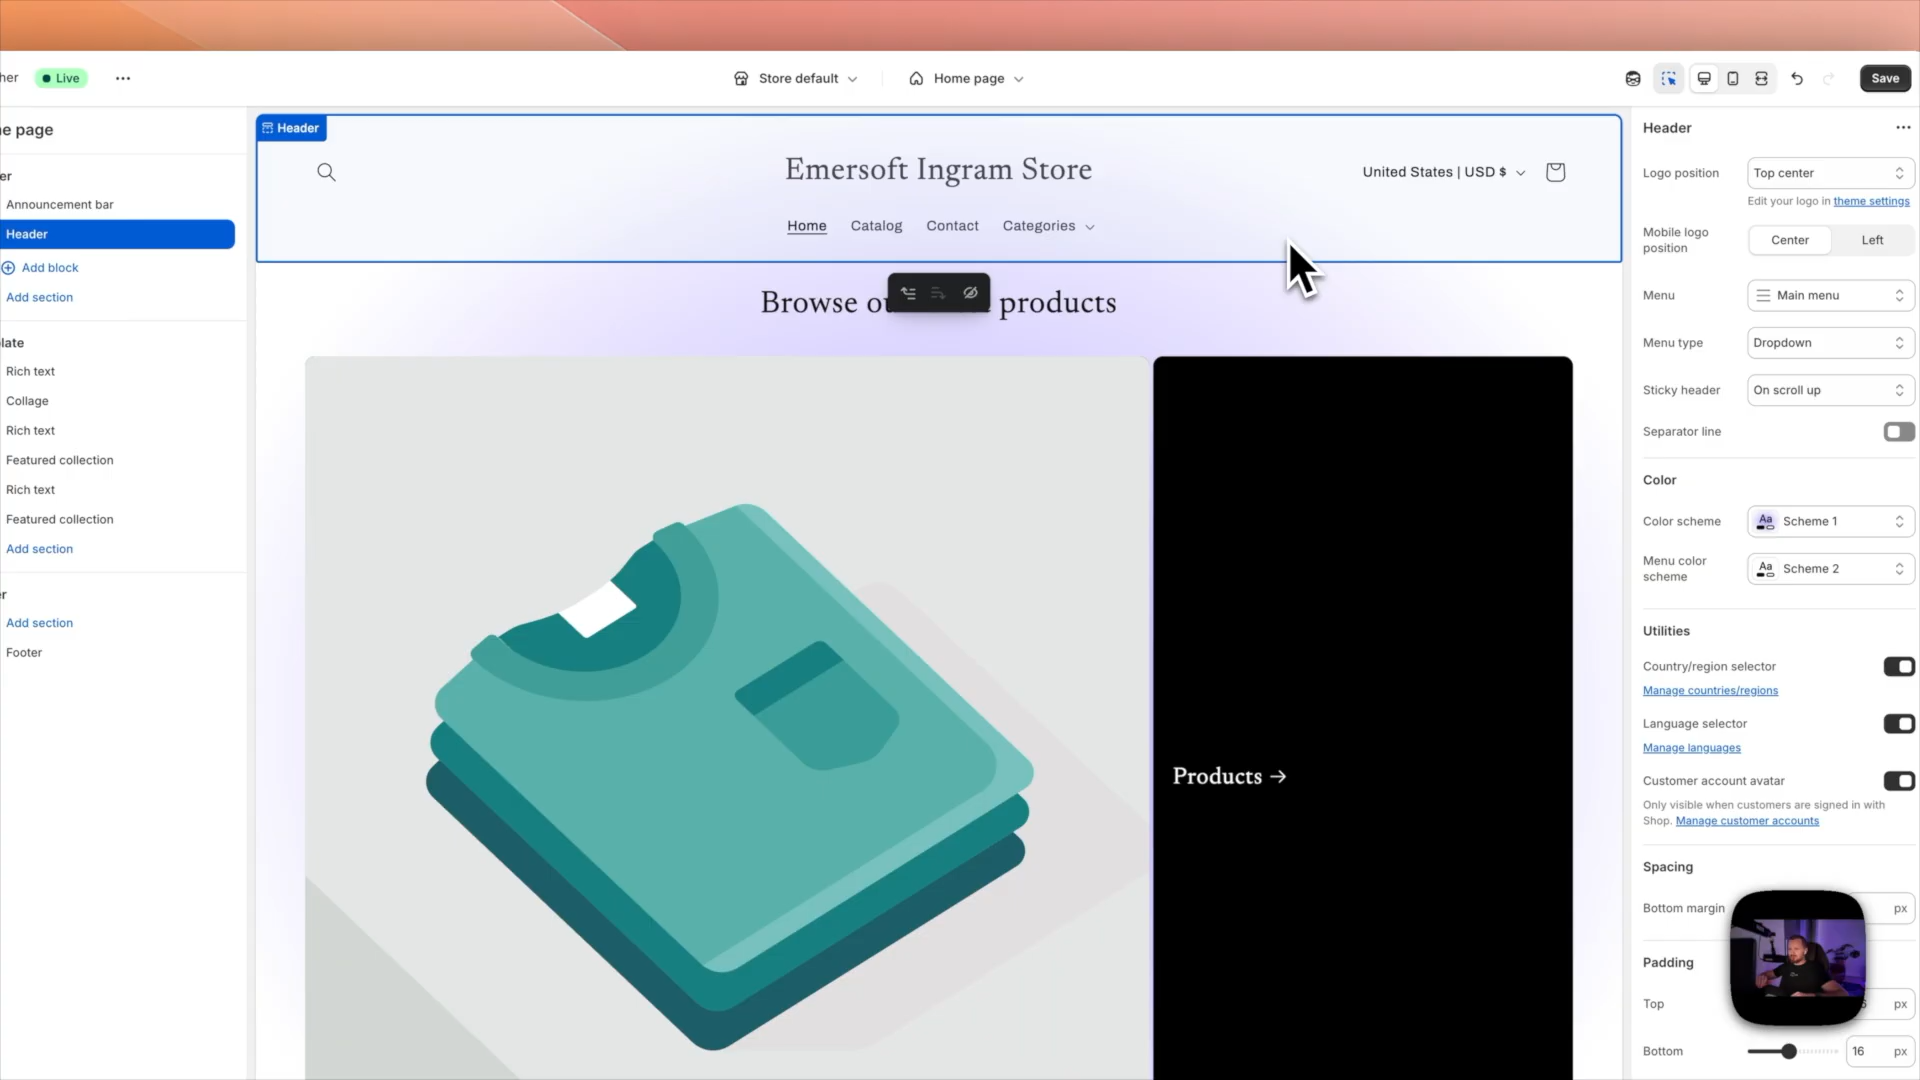 her
Live
Store default
Home page
Save
e page
er
Announcement bar
Header
Add block
Add section
late
Rich text
Collage
Rich text
Featured collection
Rich text
Featured collection
Add section
r
Add section
Footer
Header
Emersoft Ingram Store
United States | USD $
Home
Catalog
Contact
Categories
Browse
products
Products →
Header
Logo position
Top center
Edit your logo in theme settings
Mobile logo
position
Center
Left
Menu
Main menu
Menu type
Dropdown
Sticky header
On scroll up
Separator line
Color
Color scheme
Aa
Scheme 1
Menu color
scheme
Aa
Scheme 2
Utilities
Country/region selector
Manage countries/regions
Language selector
Manage languages
Customer account avatar
Only visible when customers are signed in with
Shop. Manage customer accounts
Spacing
Bottom margin
px
Padding
Top
px
Bottom
16
px